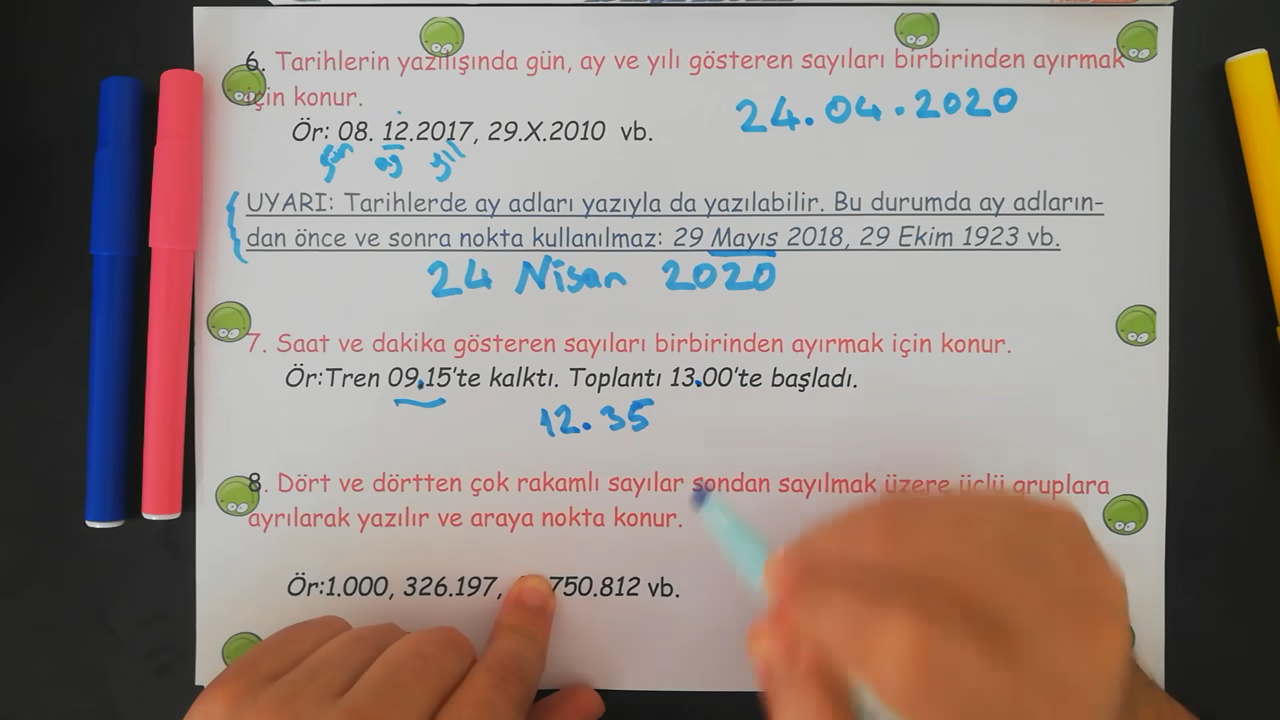 6. Tarihlerin yazılışında gün, ay ve yılı gösteren sayıları birbirinden ayırmak
için konur.
24.04.2020
Ör: 08. 12.2017, 29.X.2010 vb.
gün ay yıl
UYARI: Tarihlerde ay adları yazıyla da yazılabilir. Bu durumda ay adların-
dan önce ve sonra nokta kullanılmaz: 29 Mayıs 2018, 29 Ekim 1923 vb.
24 Nisan 2020
7. Saat ve dakika gösteren sayıları birbirinden ayırmak için konur.
Ör:Tren 09.15'te kalktı. Toplantı 13.00'te başladı.
12.35
8. Dört ve dörtten çok rakamlı sayılar sondan sayılmak üzere üçlü gruplara
ayrılarak yazılır ve araya nokta konur.
Ör:1.000, 326.197, 750.812 vb.